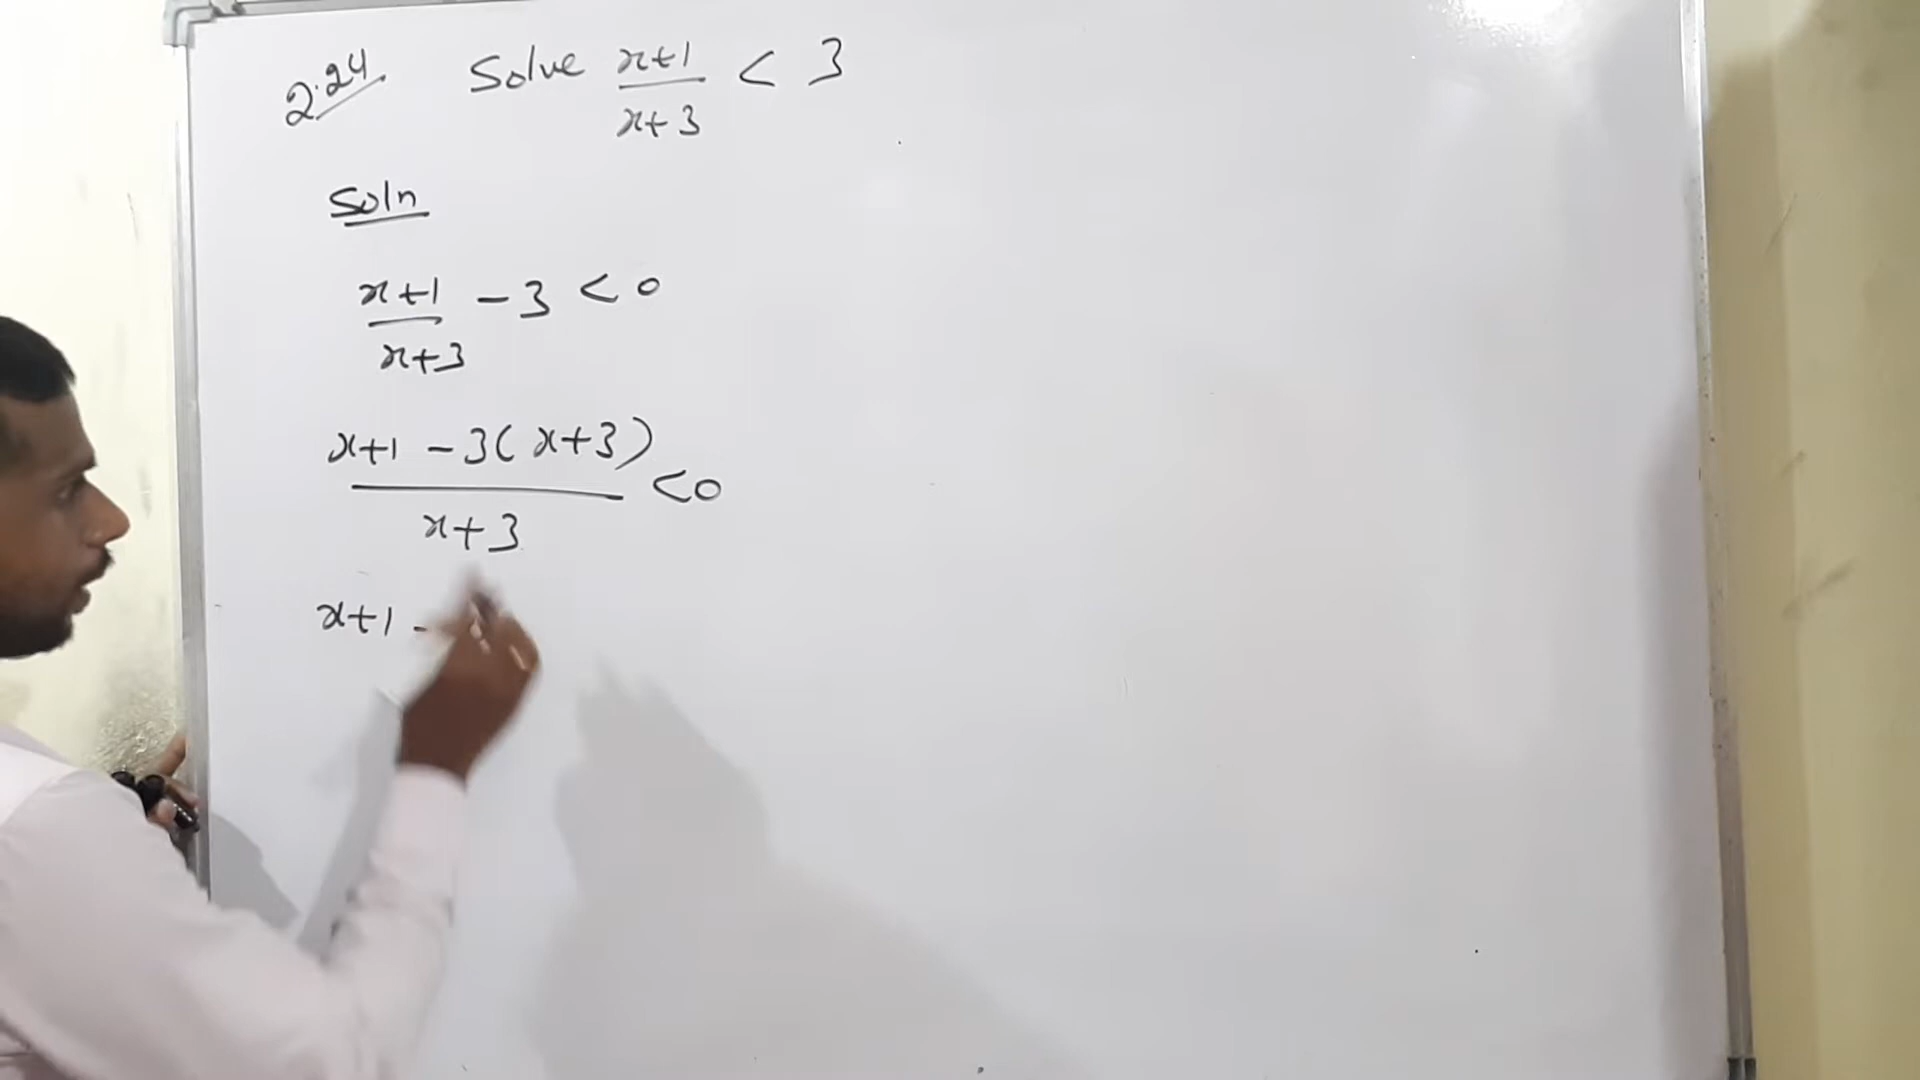 2.24 Solve x+1/x+3 < 3
Soln
x+1/x+3 - 3 < 0
x+1 - 3(x+3)/x+3 < 0
x+1 -